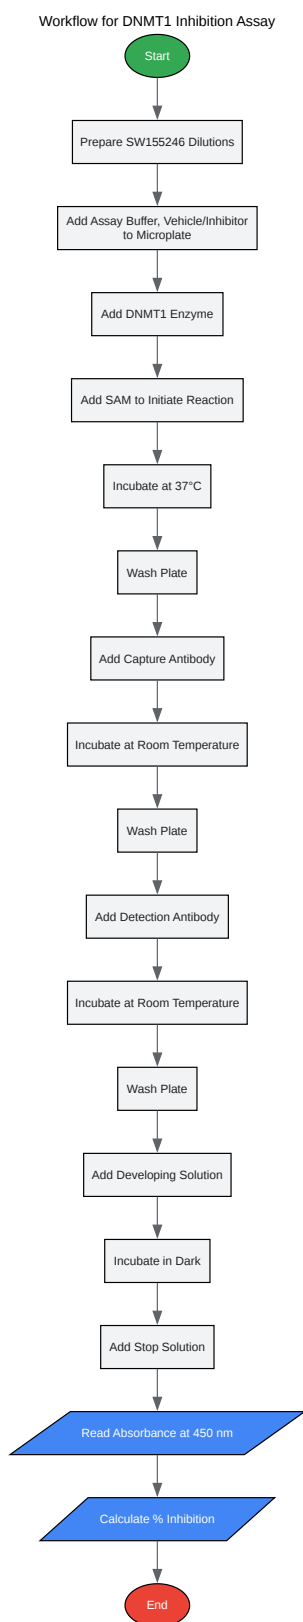 Workflow for DNMT1 Inhibition Assay
Start
Prepare SW155246 Dilutions
Add Assay Buffer, Vehicle/Inhibitor
to Microplate
Add DNMT1 Enzyme
Add SAM to Initiate Reaction
Incubate at 37°C
Wash Plate
Add Capture Antibody
Incubate at Room Temperature
Wash Plate
Add Detection Antibody
Incubate at Room Temperature
Wash Plate
Add Developing Solution
Incubate in Dark
Add Stop Solution
Read Absorbance at 450 nm
Calculate % Inhibition
End